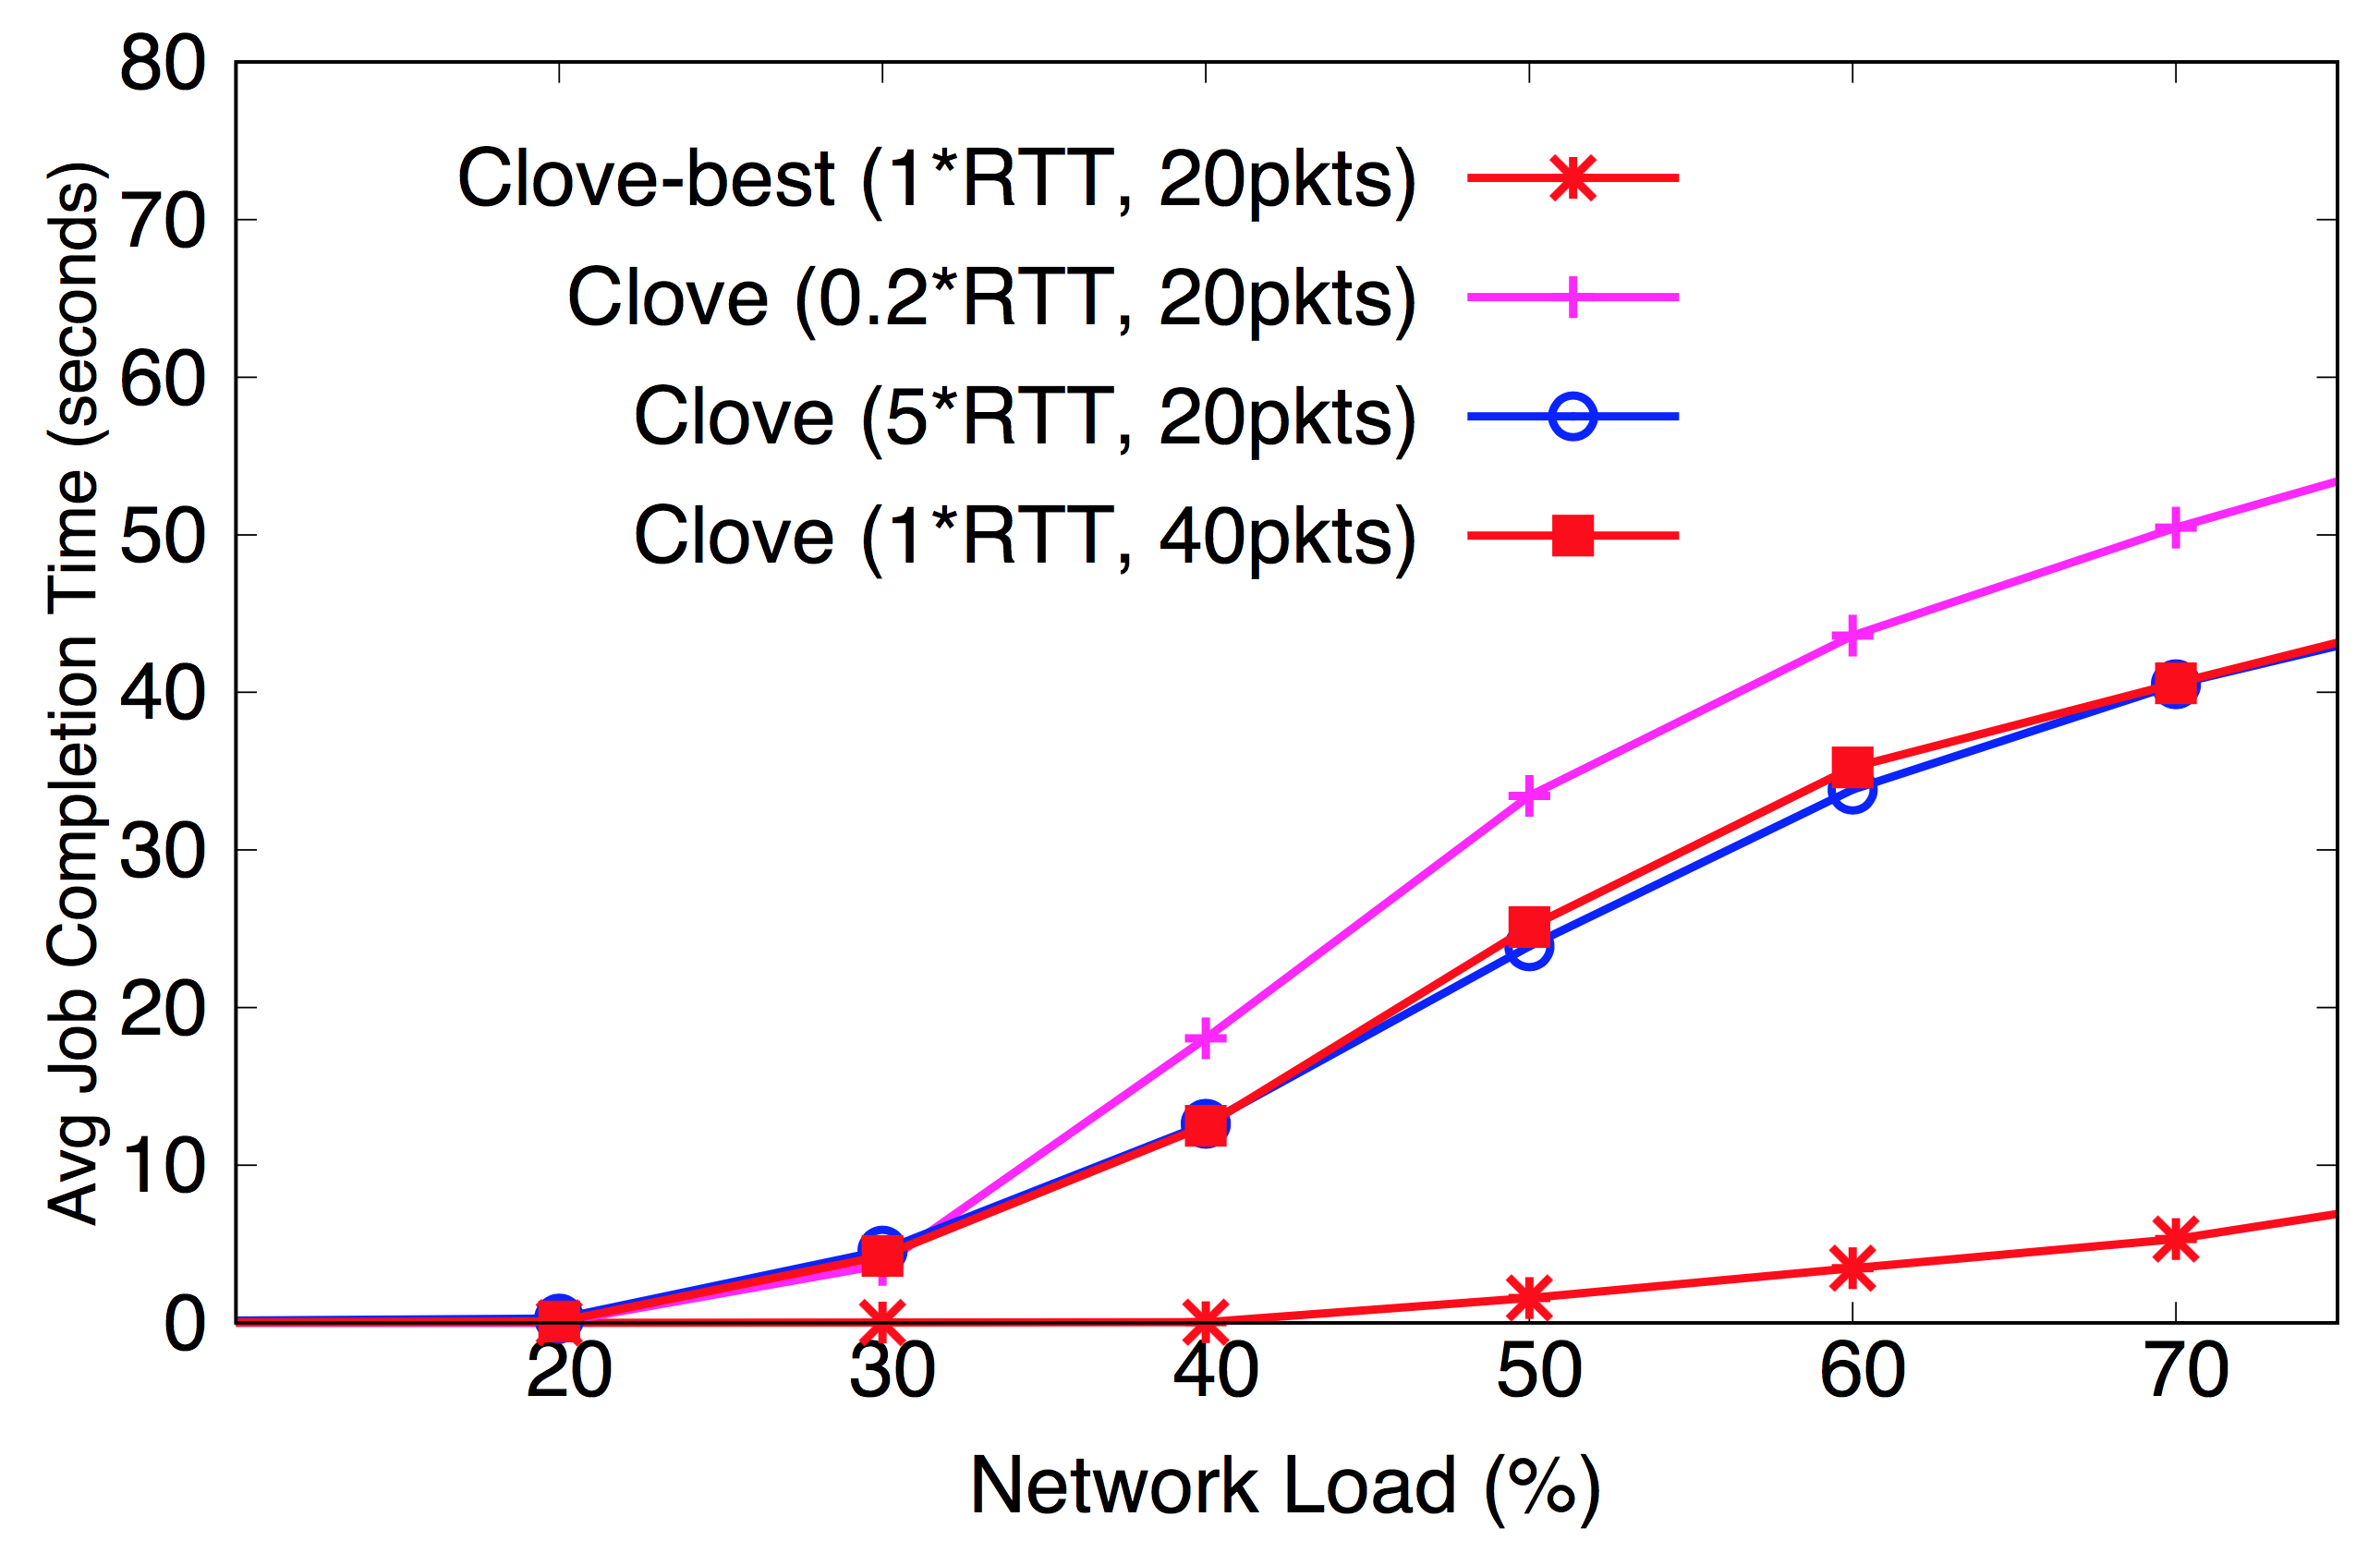 80
70
60
50
40
30
20
10
0
Avg Job Completion Time (seconds)
Clove-best (1*RTT, 20pkts)
Clove (0.2*RTT, 20pkts)
Clove (5*RTT, 20pkts)
Clove (1*RTT, 40pkts)
20 30 40 50 60 70
Network Load (%)